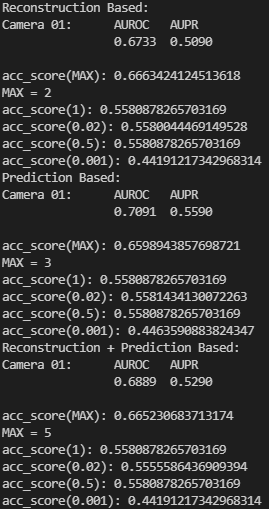 Reconstruction Based:
Camera 01: AUROC AUPR
0.6733 0.5090
acc_score(MAX): 0.6663424124513618
MAX = 2
acc_score(1): 0.5580878265703169
acc_score(0.02): 0.5580044469149528
acc_score(0.5): 0.5580878265703169
acc_score(0.001): 0.44191217342968314
Prediction Based:
Camera 01: AUROC AUPR
0.7091 0.5590
acc_score(MAX): 0.6598943857698721
MAX = 3
acc_score(1): 0.5580878265703169
acc_score(0.02): 0.5581434130072263
acc_score(0.5): 0.5580878265703169
acc_score(0.001): 0.4463590883824347
Reconstruction + Prediction Based:
Camera 01: AUROC AUPR
0.6889 0.5290
acc_score(MAX): 0.665230683713174
MAX = 5
acc_score(1): 0.5580878265703169
acc_score(0.02): 0.5555586436909394
acc_score(0.5): 0.5580878265703169
acc_score(0.001): 0.44191217342968314